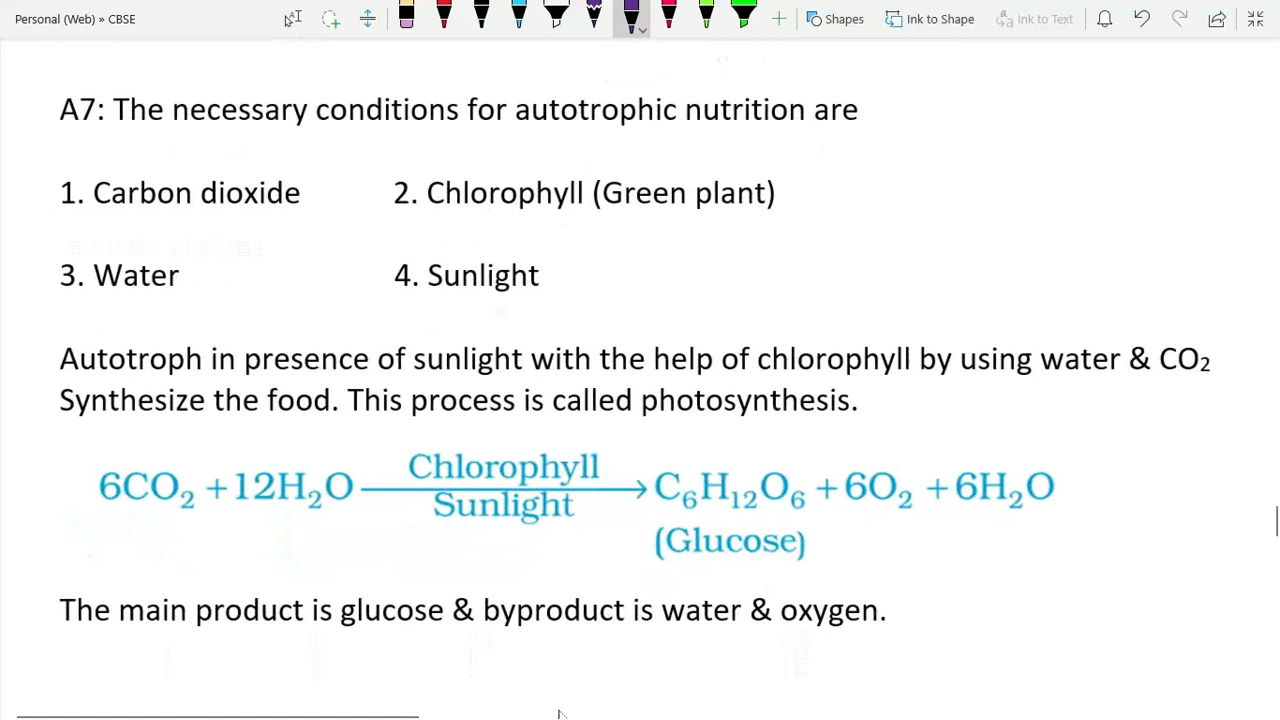 Personal (Web) » CBSE
Shapes
Ink to Shape
Ink to Text
A7: The necessary conditions for autotrophic nutrition are
1. Carbon dioxide 2. Chlorophyll (Green plant)
3. Water 4. Sunlight
Autotroph in presence of sunlight with the help of chlorophyll by using water & CO₂
Synthesize the food. This process is called photosynthesis.
Chlorophyll
6CO₂ +12H₂O ⟶ C₆H₁₂O₆ + 6O₂ + 6H₂O
Sunlight
(Glucose)
The main product is glucose & byproduct is water & oxygen.